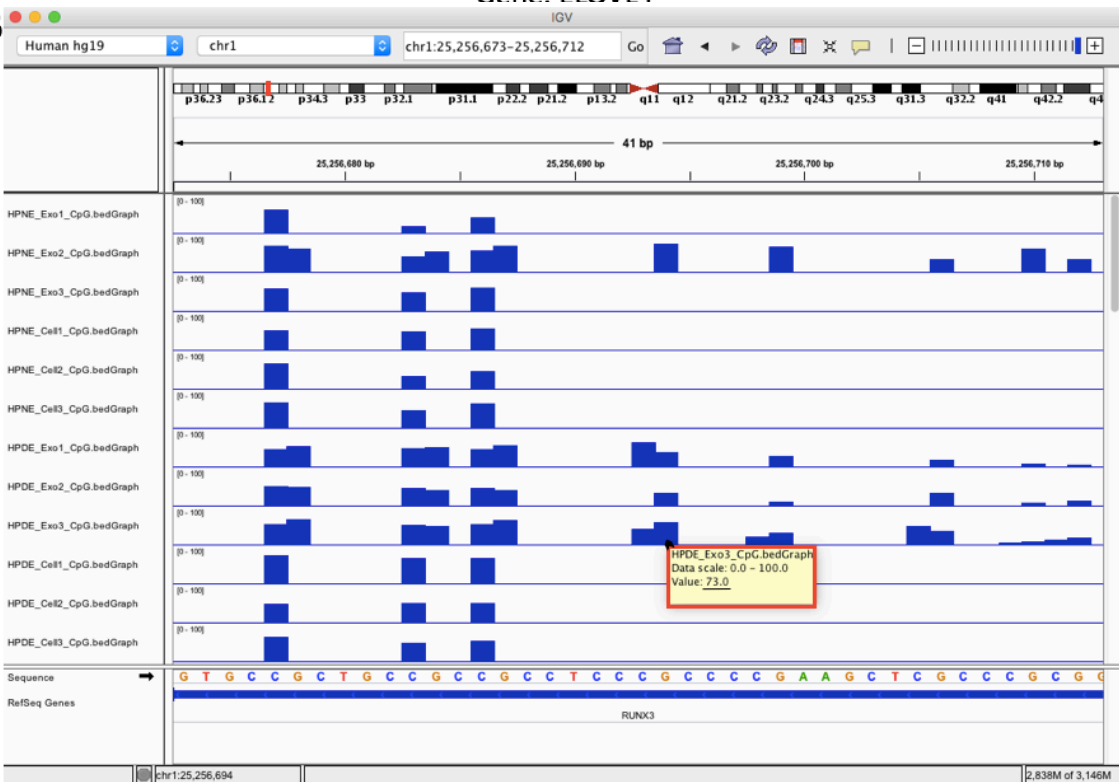 IGV
Human hg19 chr1 chr1:25,256,673-25,256,712 Go
p36.23 p36.12 p34.3 p33 p32.1 p31.1 p22.2 p21.2 p13.2 q11 q12 q21.2 q23.2 q24.3 q25.3 q31.3 q32.2 q41 q42.2 q4
41 bp
25,256,680 bp 25,256,690 bp 25,256,700 bp 25,256,710 bp
[0 - 100]
HPNE_Exo1_CpG.bedGraph
[0 - 100]
HPNE_Exo2_CpG.bedGraph
[0 - 100]
HPNE_Exo3_CpG.bedGraph
[0 - 100]
HPNE_Cell1_CpG.bedGraph
[0 - 100]
HPNE_Cell2_CpG.bedGraph
[0 - 100]
HPNE_Cell3_CpG.bedGraph
[0 - 100]
HPDE_Exo1_CpG.bedGraph
[0 - 100]
HPDE_Exo2_CpG.bedGraph
[0 - 100]
HPDE_Exo3_CpG.bedGraph
[0 - 100]
HPDE_Cell1_CpG.bedGraph
[0 - 100]
HPDE_Cell2_CpG.bedGraph
[0 - 100]
HPDE_Cell3_CpG.bedGraph
HPDE_Exo3_CpG.bedGraph
Data scale: 0.0 - 100.0
Value: 73.0
Sequence G T G C C G C T G C C G C C G C C T C C C G C C C C G A A G C T C G C C C G C G G
RefSeq Genes
RUNX3
chr1:25,256,694 2,838M of 3,146M